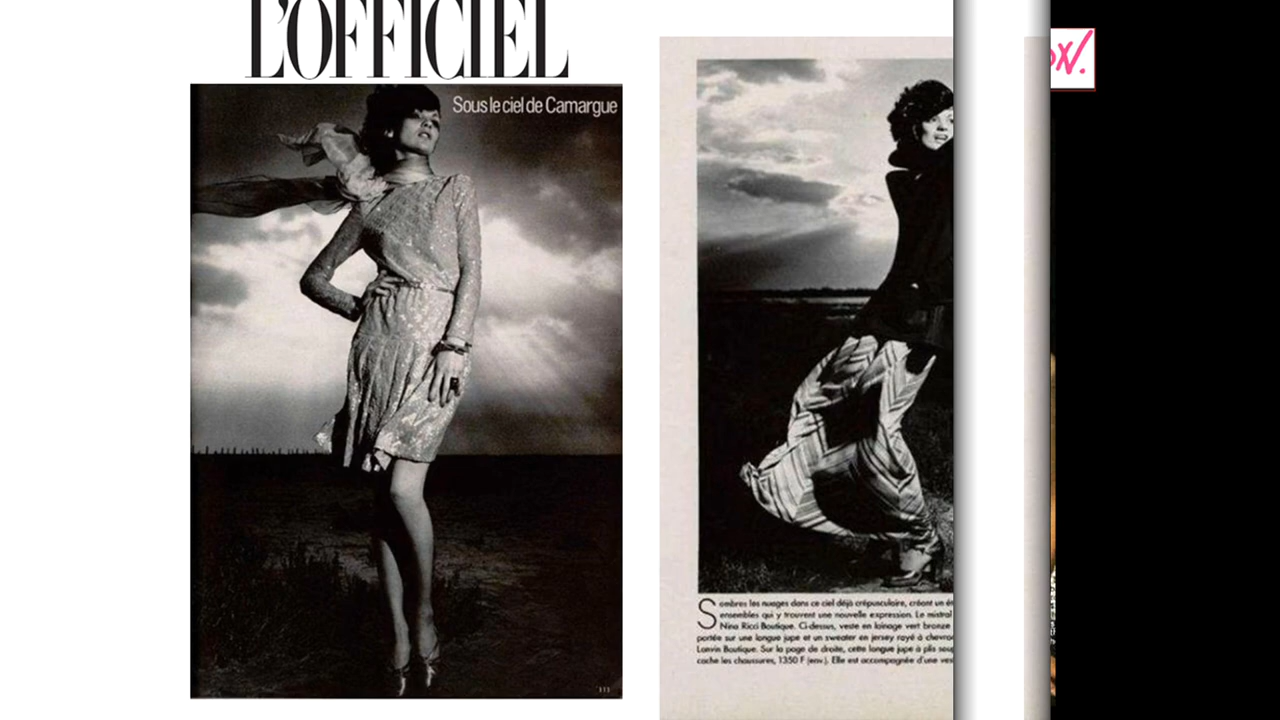 L'OFFICIEL
Sous le ciel de Camargue
111
Sombres les nuages dans ce ciel déjà crépusculaire, créant un
ensembles qui y trouvent une nouvelle expression. Le mistral
Nina Ricci Boutique. Ci-dessus, veste en lainage vert bronze
portée sur une longue jupe et un sweater en jersey rayé à
Lanvin Boutique. Sur la page de droite, cette longue jupe à plis
cache les chaussures, 1350 F (env.). Elle est accompagnée d'une
N.